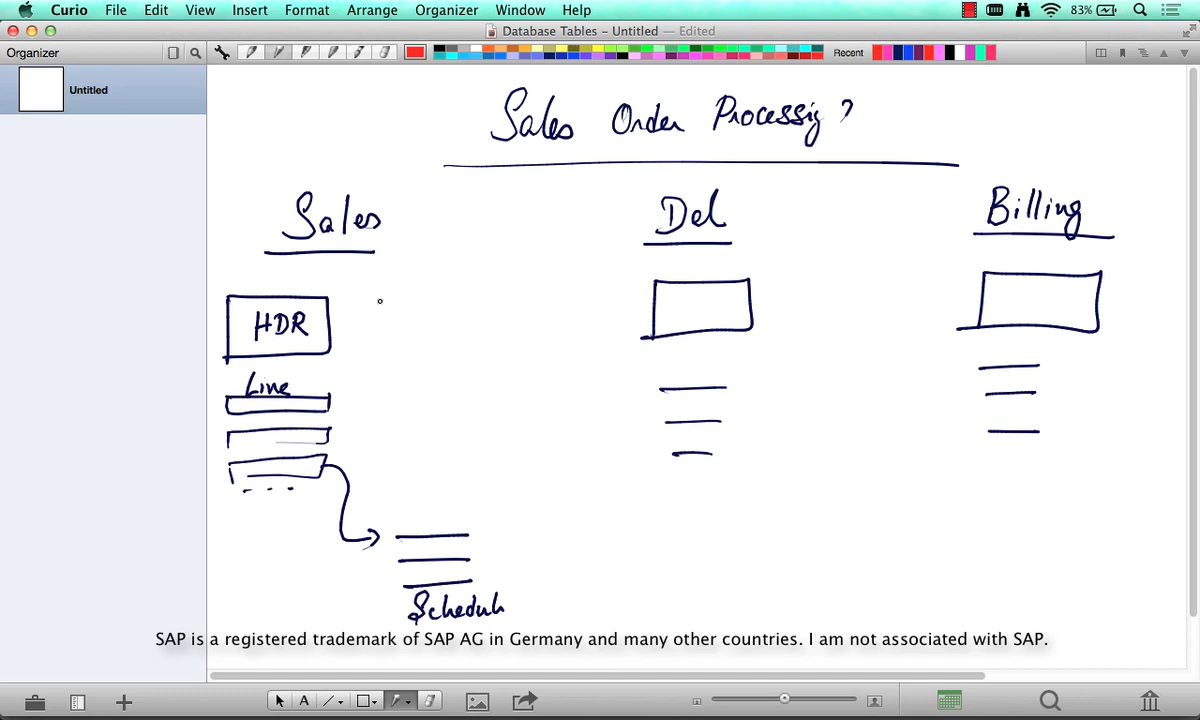 Curio File Edit View Insert Format Arrange Organizer Window Help 83%
Database Tables – Untitled — Edited
Organizer Recent
Untitled
Sales Order Processig ?
Sales Del Billing
HDR
Line
Schedule
SAP is a registered trademark of SAP AG in Germany and many other countries. I am not associated with SAP.
A